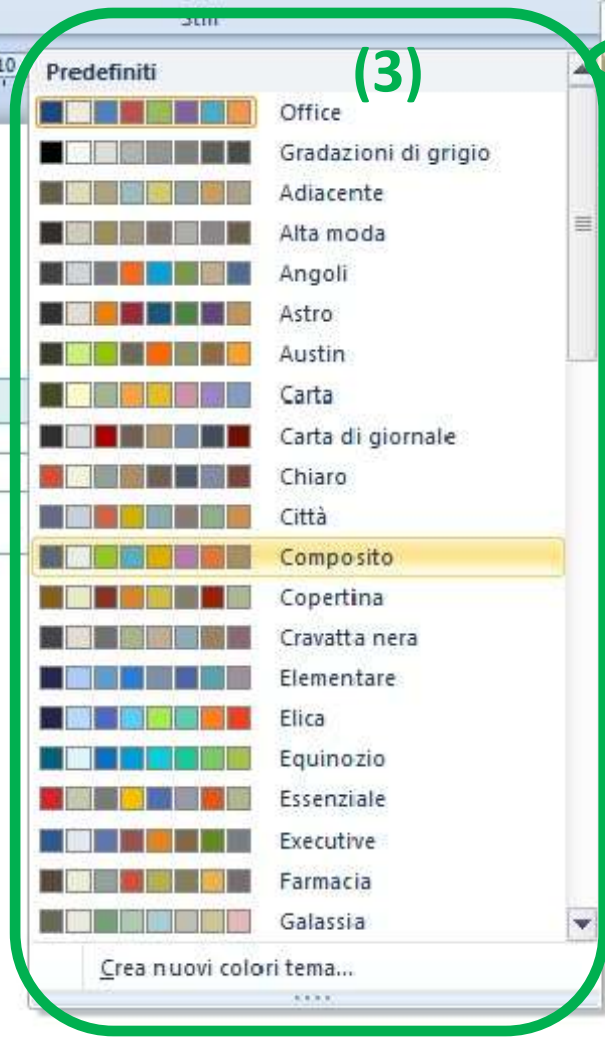 Stili
10
Predefiniti
(3)
Office
Gradazioni di grigio
Adiacente
Alta moda
Angoli
Astro
Austin
Carta
Carta di giornale
Chiaro
Città
Composito
Copertina
Cravatta nera
Elementare
Elica
Equinozio
Essenziale
Executive
Farmacia
Galassia
Crea nuovi colori tema...